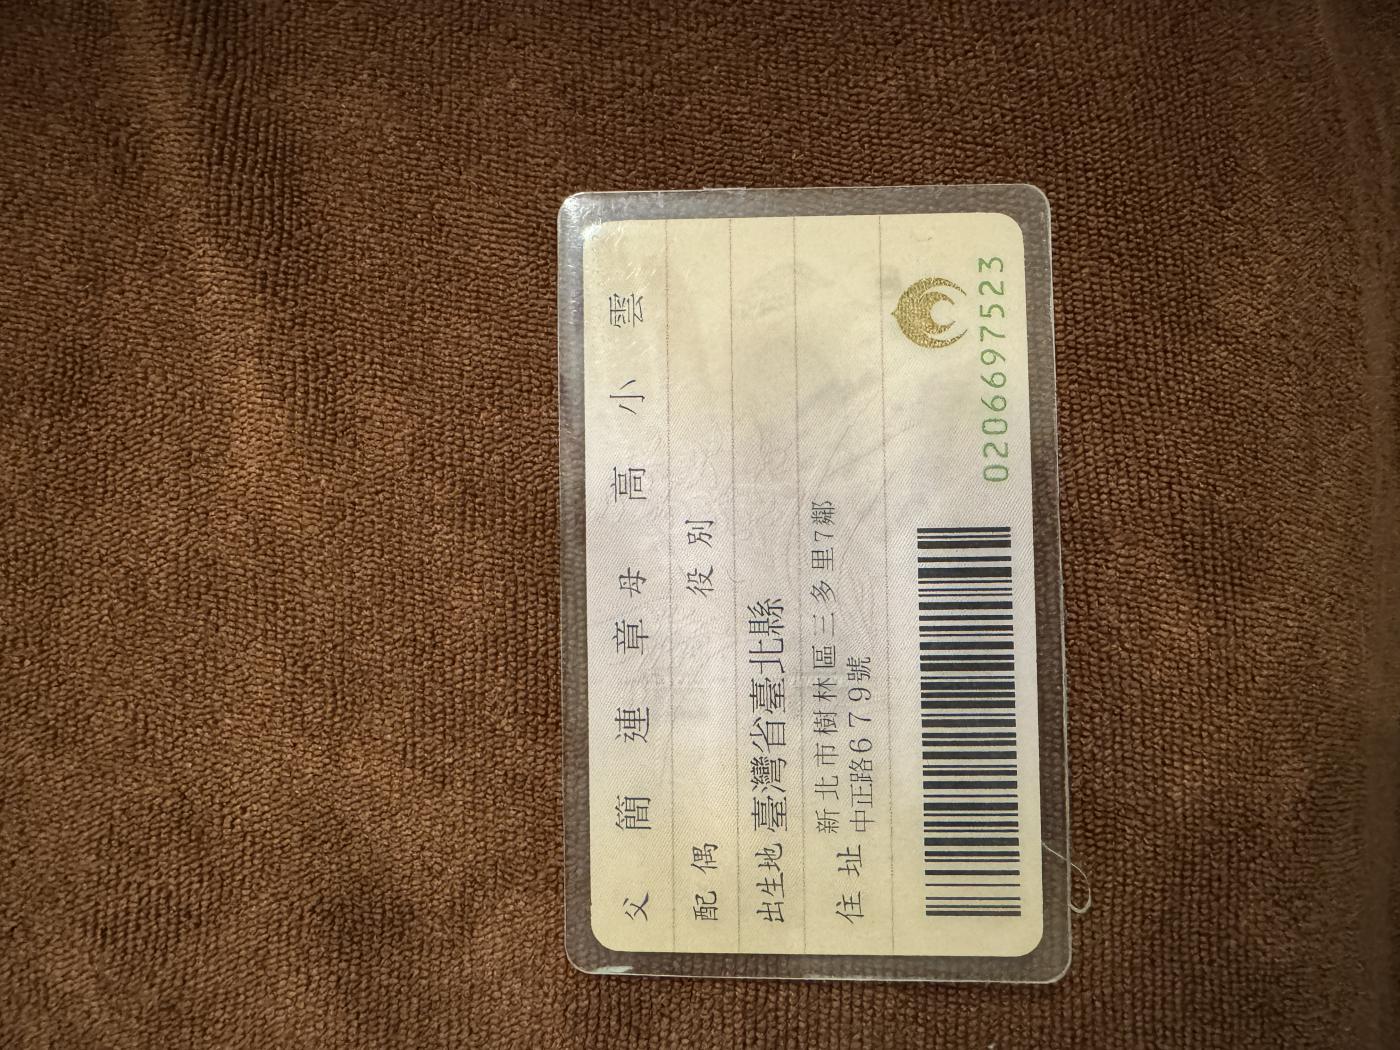 父 簡連章 母 高小雲
配偶 役別
出生地 臺灣省臺北縣
住址 新北市樹林區三多里7鄰
中正路679號
0206697523